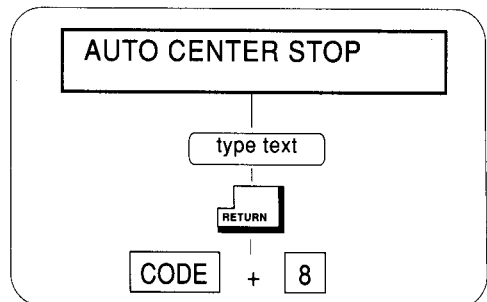 AUTO CENTER STOP
type text
RETURN
CODE + 8